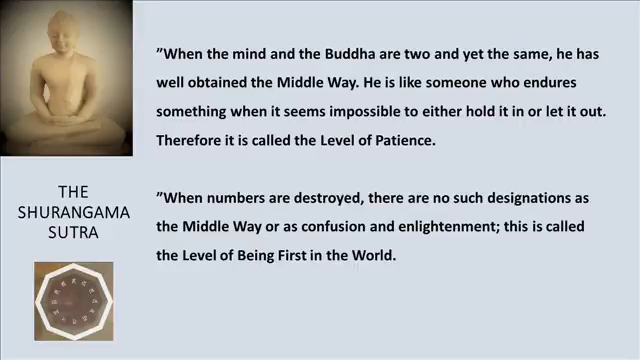 ”When the mind and the Buddha are two and yet the same, he has
well obtained the Middle Way. He is like someone who endures
something when it seems impossible to either hold it in or let it out.
Therefore it is called the Level of Patience.
”When numbers are destroyed, there are no such designations as
the Middle Way or as confusion and enlightenment; this is called
the Level of Being First in the World.
THE
SHURANGAMA
SUTRA